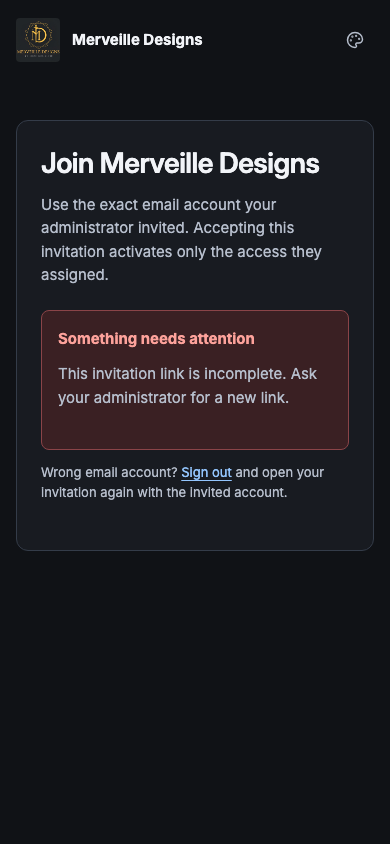 MERVEILLE DESIGNS
Merveille Designs
Join Merveille Designs
Use the exact email account your
administrator invited. Accepting this
invitation activates only the access they
assigned.
Something needs attention
This invitation link is incomplete. Ask
your administrator for a new link.
Wrong email account? Sign out and open your
invitation again with the invited account.